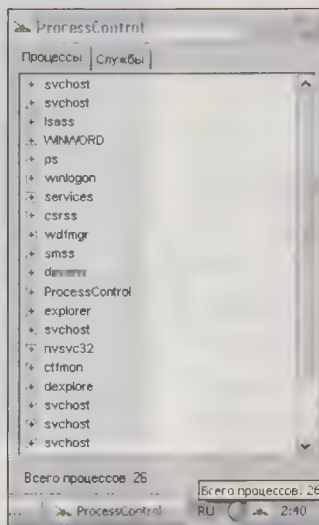 ProcessControl
Процессы Службы
svchost
svchost
lsass
WINWORD
ps
winlogon
services
csrss
wdfmgr
smss
ProcessControl
explorer
svchost
nvsvc32
ctfmon
dexplore
svchost
svchost
svchost
svchost
Всего процессов 26
Всего процессов: 26
... ProcessControl RU 2:40